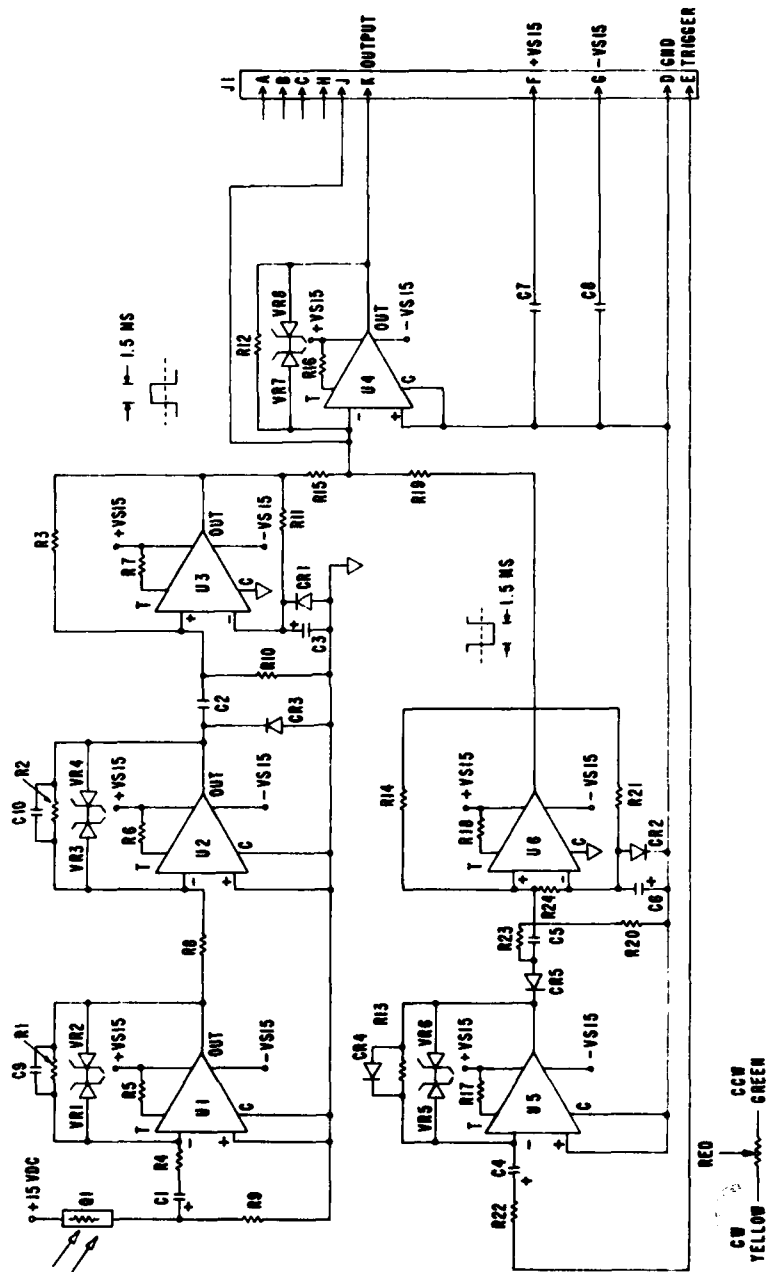 J1
A
B
C
H
J
K OUTPUT
F +VS15
G -VS15
D GND
E TRIGGER
1.5 MS
R12
VR7
VR8
+VS15
R16
T
U4
OUT
-VS15
-
+
C
C7
C8
R3
+VS15
R7
T
U3
OUT
-VS15
+
-
C
R11
R15
R19
CR1
+
C3
R10
C2
CR3
1.5 MS
C10
R2
VR3
VR4
+VS15
R6
T
U2
OUT
-VS15
-
+
C
R8
C9
R1
VR1
VR2
+VS15
R5
T
U1
OUT
-VS15
-
+
C
+15 VDC
Q1
C1
+
R4
R9
R14
+VS15
R18
T
U6
-VS15
+
-
C
R24
R21
CR2
C6
+
R23
C5
CR5
R20
CR4
R13
VR5
VR6
+VS15
R17
T
U5
-VS15
-
+
C
C4
+
R22
RED
CW
CCW
YELLOW
GREEN